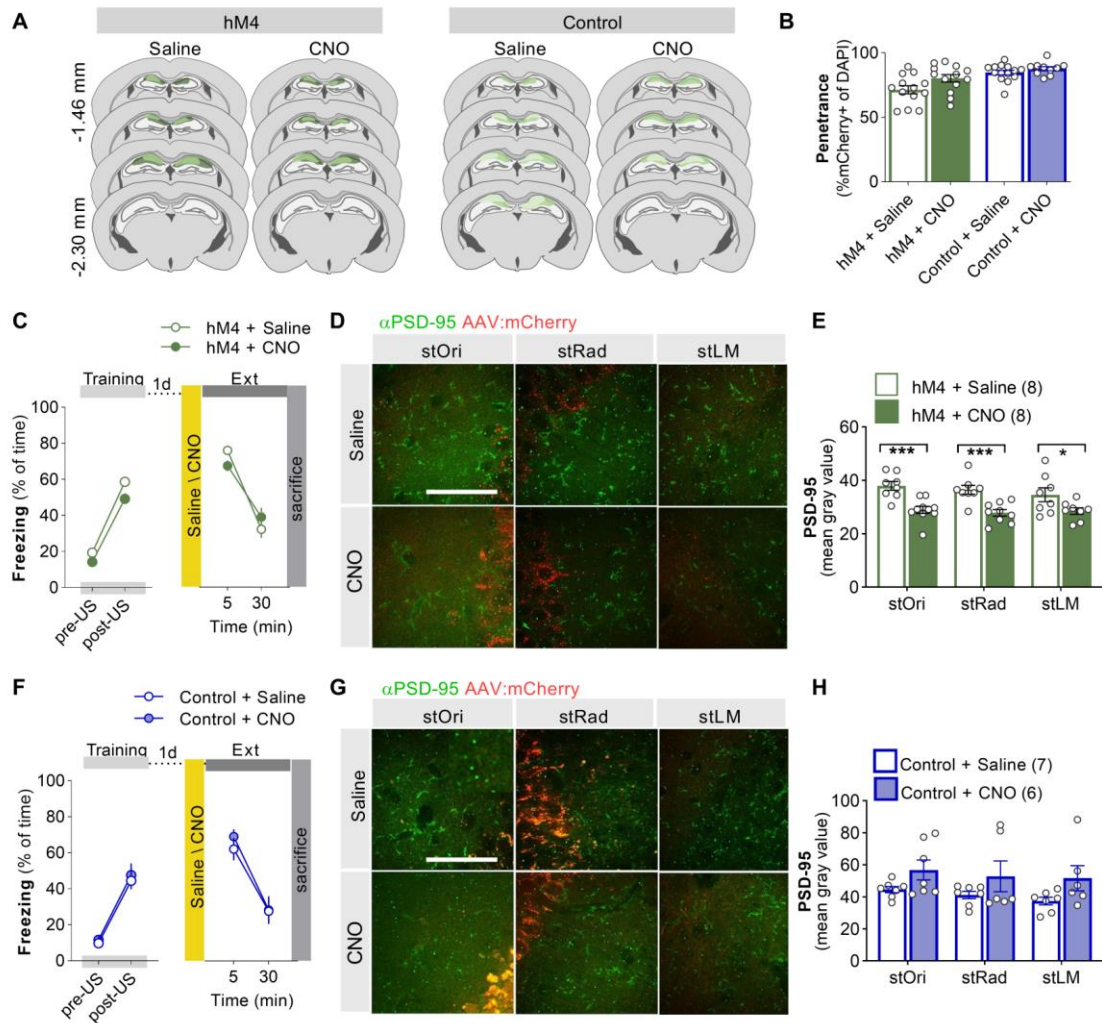 A
hM4
Control
Saline
CNO
Saline
CNO
-1.46 mm
-2.30 mm
B
Penetrance
(%mCherry+ of DAPI)
100
50
0
hM4 + Saline
hM4 + CNO
Control + Saline
Control + CNO
C
hM4 + Saline
hM4 + CNO
Training
1d
Ext
Freezing (% of time)
100
80
60
40
20
0
Saline \ CNO
sacrifice
pre-US
post-US
5
30
Time (min)
D
αPSD-95 AAV:mCherry
stOri
stRad
stLM
Saline
CNO
E
hM4 + Saline (8)
hM4 + CNO (8)
PSD-95
(mean gray value)
60
40
20
0
***
***
*
stOri
stRad
stLM
F
Control + Saline
Control + CNO
Training
1d
Ext
Freezing (% of time)
100
80
60
40
20
0
Saline \ CNO
sacrifice
pre-US
post-US
5
30
Time (min)
G
αPSD-95 AAV:mCherry
stOri
stRad
stLM
Saline
CNO
H
Control + Saline (7)
Control + CNO (6)
PSD-95
(mean gray value)
100
80
60
40
20
0
stOri
stRad
stLM